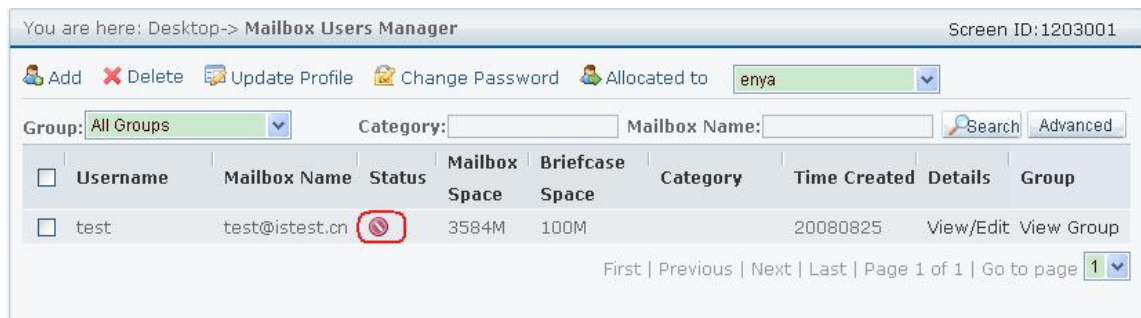 You are here: Desktop-> Mailbox Users Manager Screen ID:1203001
Add Delete Update Profile Change Password Allocated to enya
Group: All Groups Category: Mailbox Name: Search Advanced
Username Mailbox Name Status Mailbox Space Briefcase Space Category Time Created Details Group
test test@istest.cn 3584M 100M 20080825 View/Edit View Group
First | Previous | Next | Last | Page 1 of 1 | Go to page 1